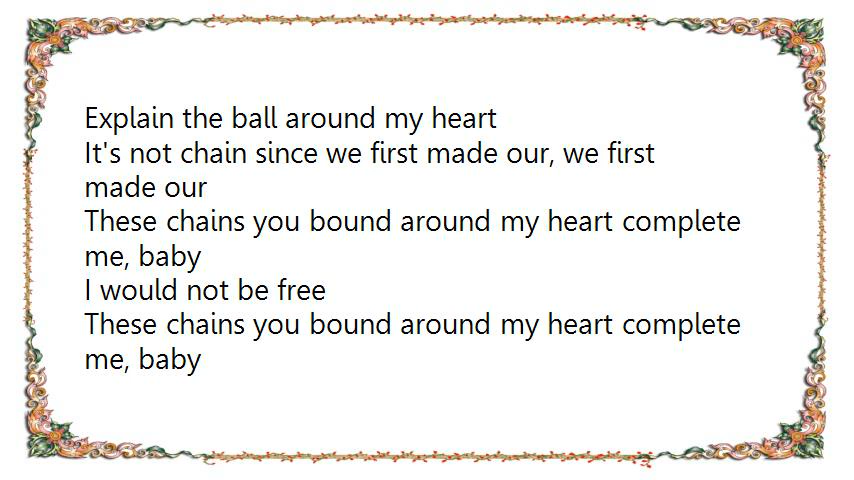 Explain the ball around my heart
It's not chain since we first made our, we first
made our
These chains you bound around my heart complete
me, baby
I would not be free
These chains you bound around my heart complete
me, baby